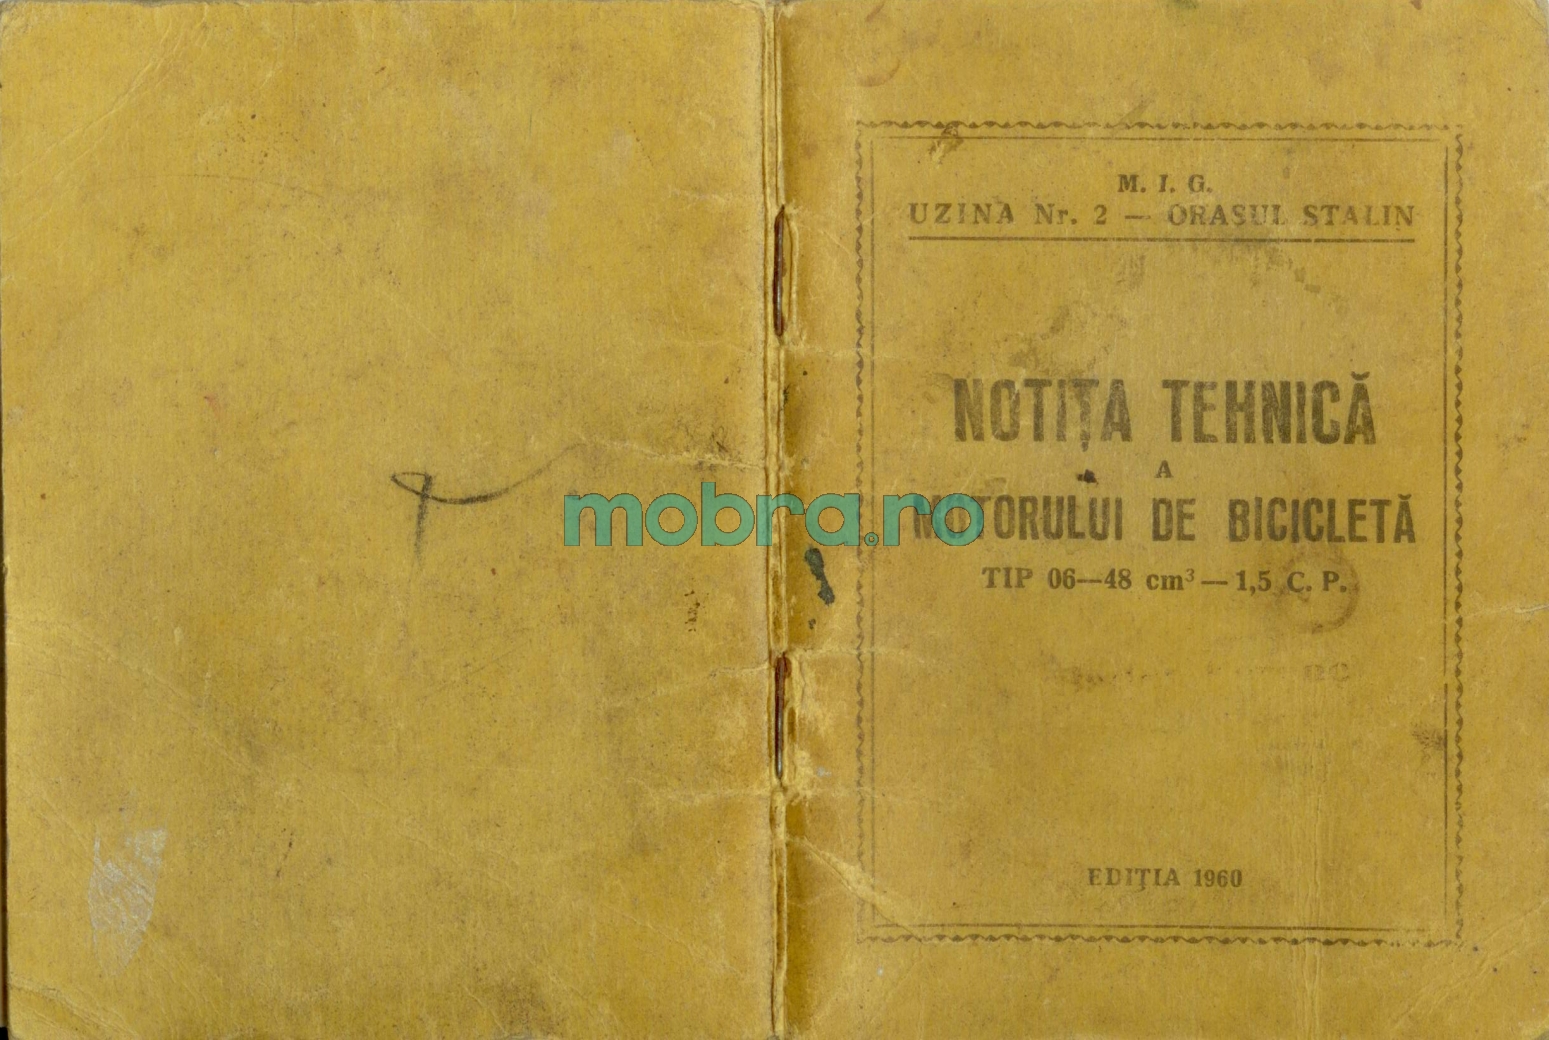 M. I. G.
UZINA Nr. 2 — ORAȘUL STALIN
NOTIȚA TEHNICĂ
A
MOTORULUI DE BICICLETĂ
TIP 06—48 cm³ — 1,5 C. P.
EDIȚIA 1960
mobra.ro